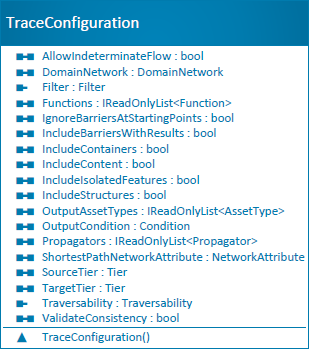 TraceConfiguration
AllowIndeterminateFlow : bool
DomainNetwork : DomainNetwork
Filter : Filter
Functions : IReadOnlyList<Function>
IgnoreBarriersAtStartingPoints : bool
IncludeBarriersWithResults : bool
IncludeContainers : bool
IncludeContent : bool
IncludeIsolatedFeatures : bool
IncludeStructures : bool
OutputAssetTypes : IReadOnlyList<AssetType>
OutputCondition : Condition
Propagators : IReadOnlyList<Propagator>
ShortestPathNetworkAttribute : NetworkAttribute
SourceTier : Tier
TargetTier : Tier
Traversability : Traversability
ValidateConsistency : bool
TraceConfiguration()